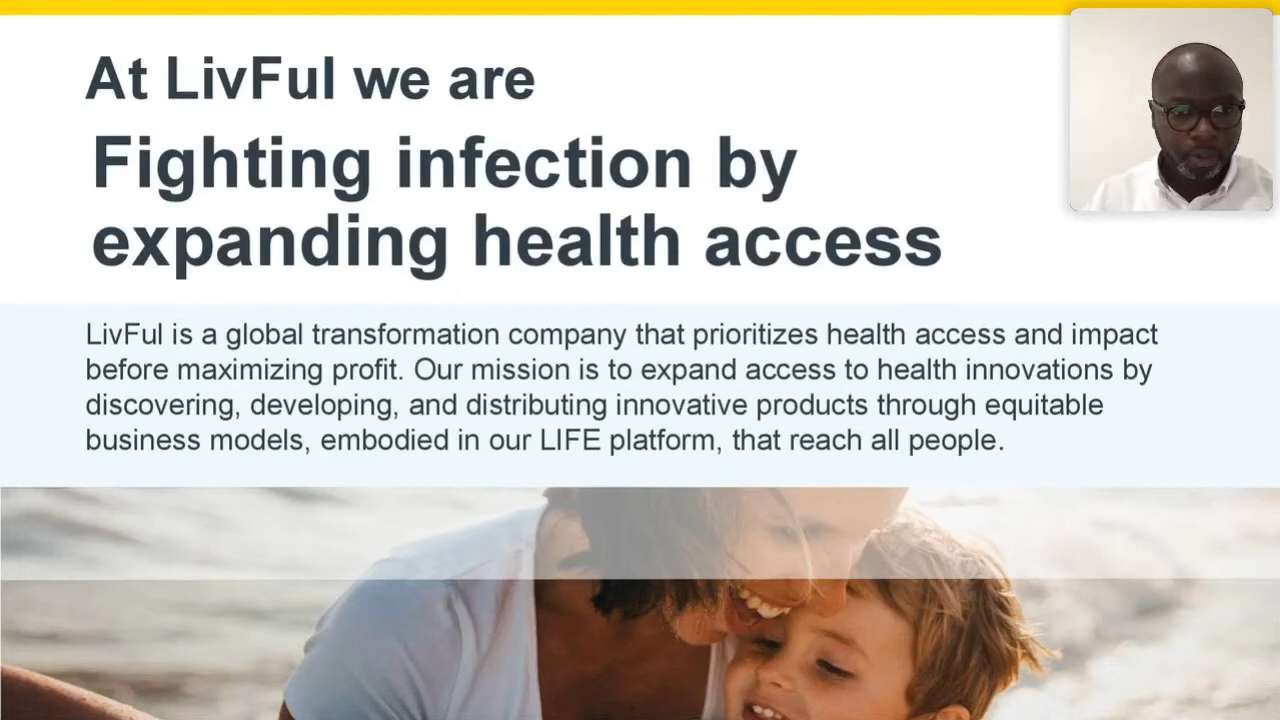 At LivFul we are
Fighting infection by
expanding health access
LivFul is a global transformation company that prioritizes health access and impact
before maximizing profit. Our mission is to expand access to health innovations by
discovering, developing, and distributing innovative products through equitable
business models, embodied in our LIFE platform, that reach all people.